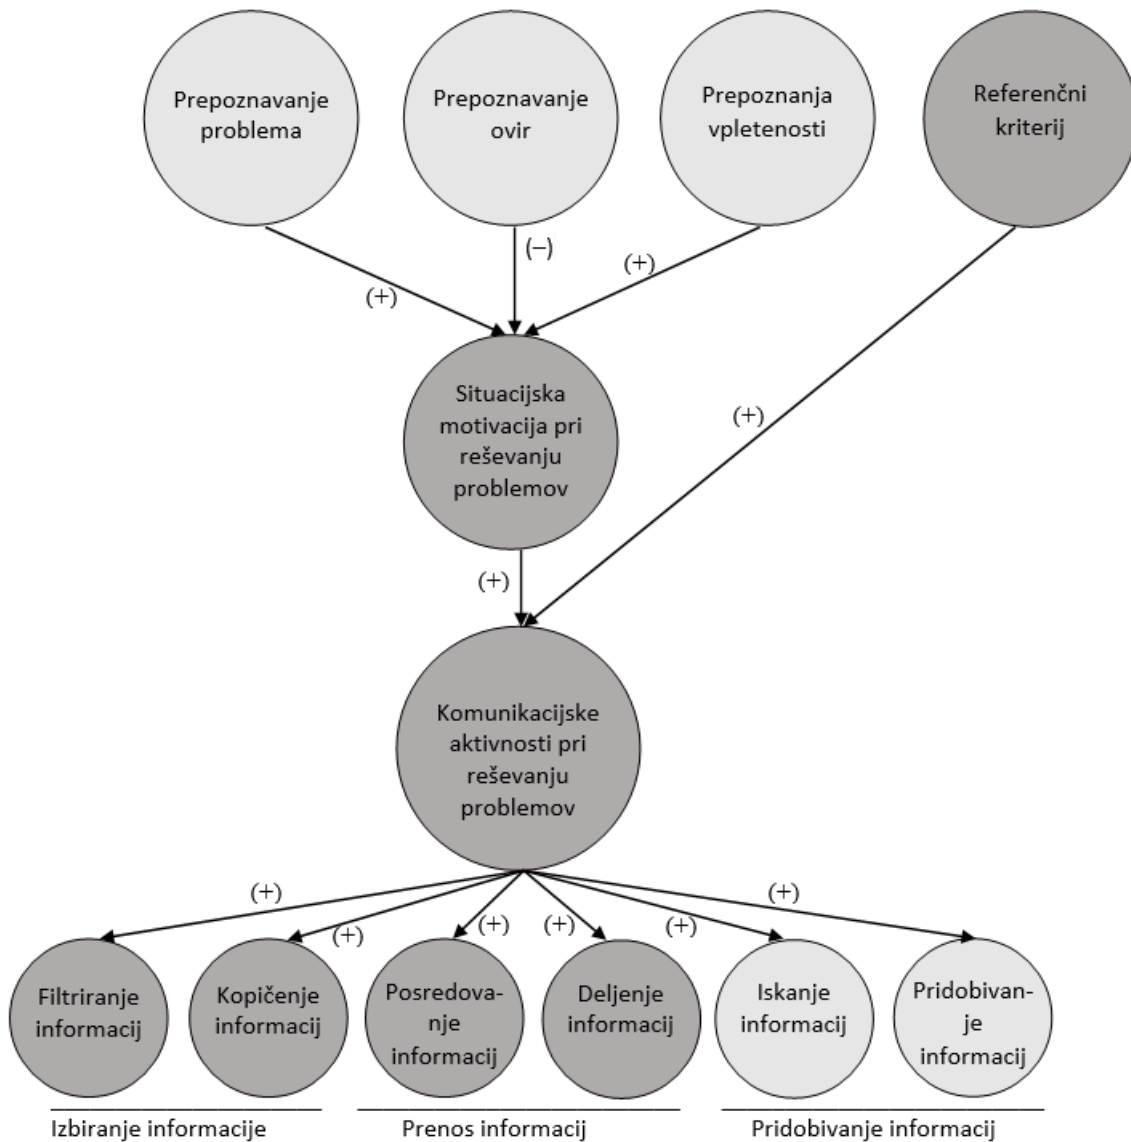 Prepoznavanje
problema
Prepoznavanje
ovir
Prepoznanja
vpletenosti
Referenčni
kriterij
(+)
(–)
(+)
Situacijska
motivacija pri
reševanju
problemov
(+)
(+)
Komunikacijske
aktivnosti pri
reševanju
problemov
(+)
(+)
(+)
(+)
(+)
(+)
Filtriranje
informacij
Kopičenje
informacij
Posredova-
nje
informacij
Deljenje
informacij
Iskanje
informacij
Pridobivan-
je
informacij
Izbiranje informacije
Prenos informacij
Pridobivanje informacij